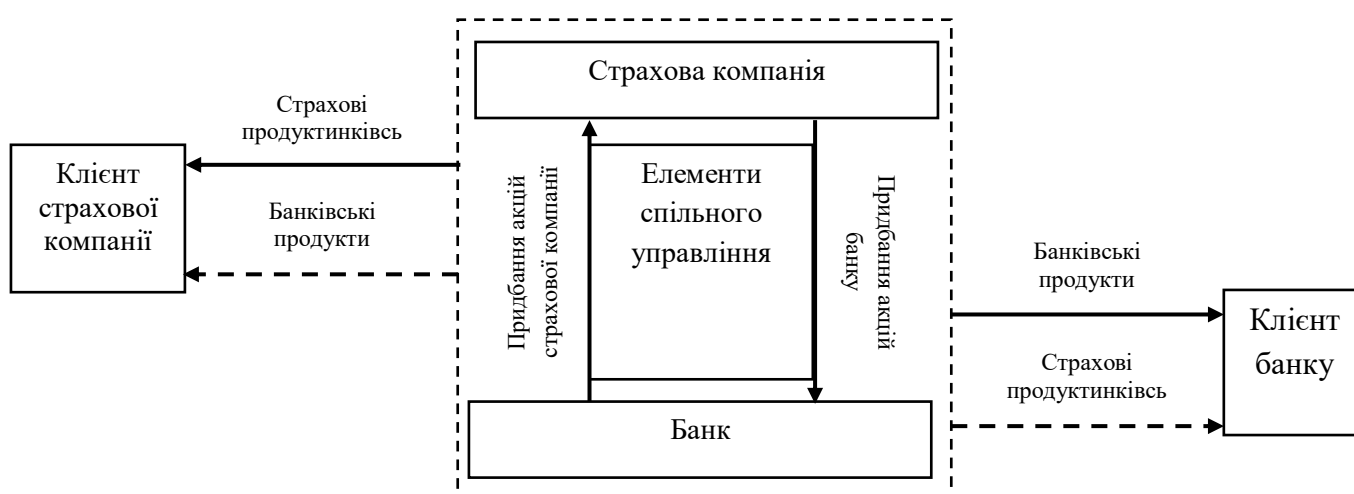 Страхова компанія
Страхові
продуктинківсь
Клієнт
страхової
компанії
Банківські
продукти
Придбання акцій
страхової компанії
Елементи
спільного
управління
Придбання акцій
банку
Банківські
продукти
Клієнт
банку
Страхові
продуктинківсь
Банк